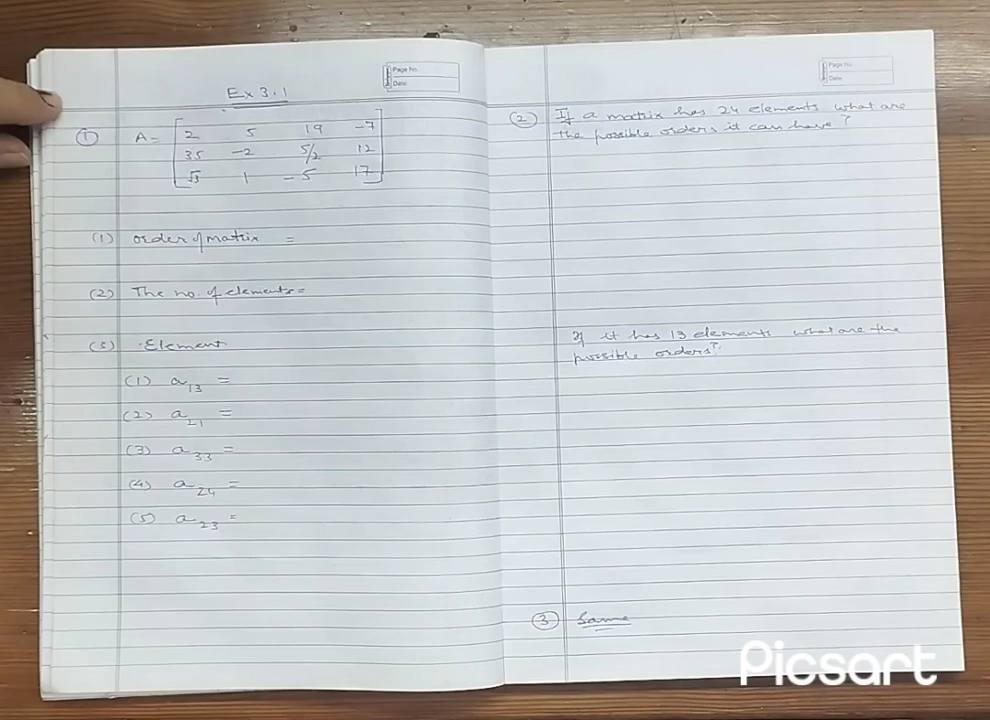 Page No.
Date:
Ex 3.1
① A = [ 2 5 19 -7
35 -2 5/2 12
√3 1 -5 17 ]
(1) Order of matrix =
(2) The no. of elements =
(3) Element
(1) a₁₃ =
(2) a₂₁ =
(3) a₃₃ =
(4) a₂₄ =
(5) a₂₃ =
Page No.
Date:
② If a matrix has 24 elements what are
the possible orders it can have?
If it has 13 elements what are the
possible orders?
③ Same
Picsart